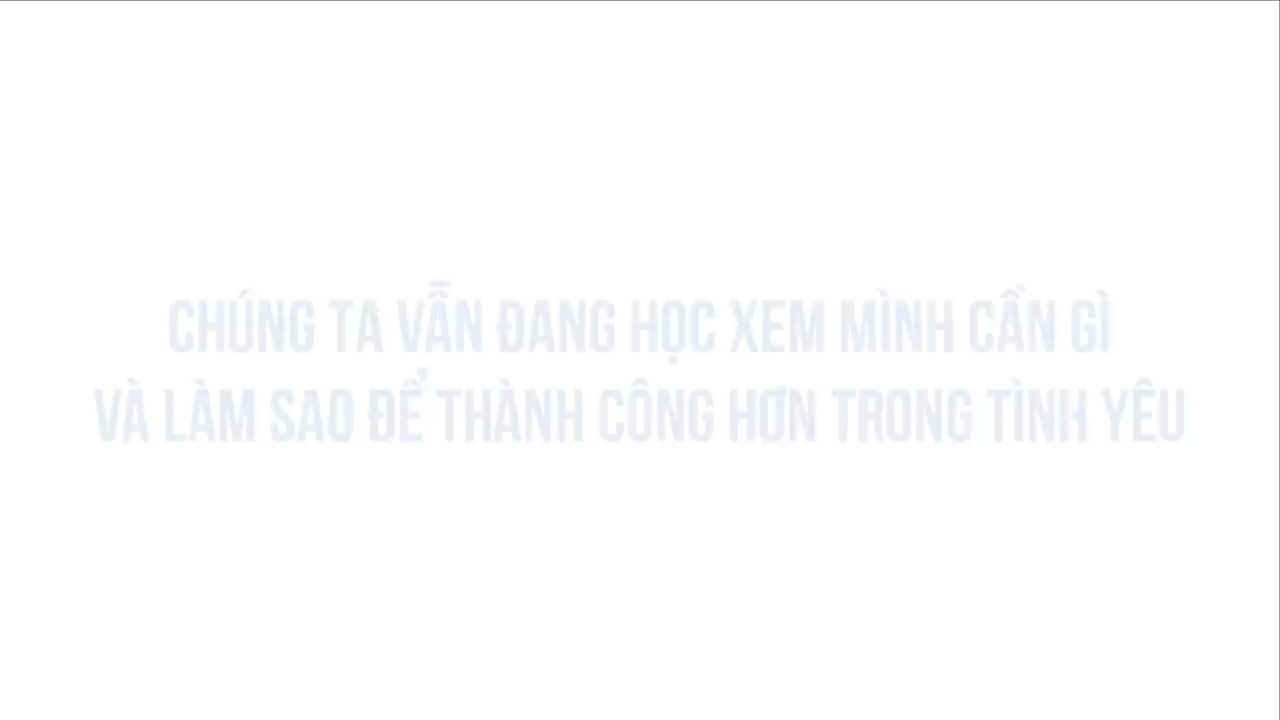 CHÚNG TA VẪN ĐANG HỌC XEM MÌNH CẦN GÌ
VÀ LÀM SAO ĐỂ THÀNH CÔNG HƠN TRONG TÌNH YÊU